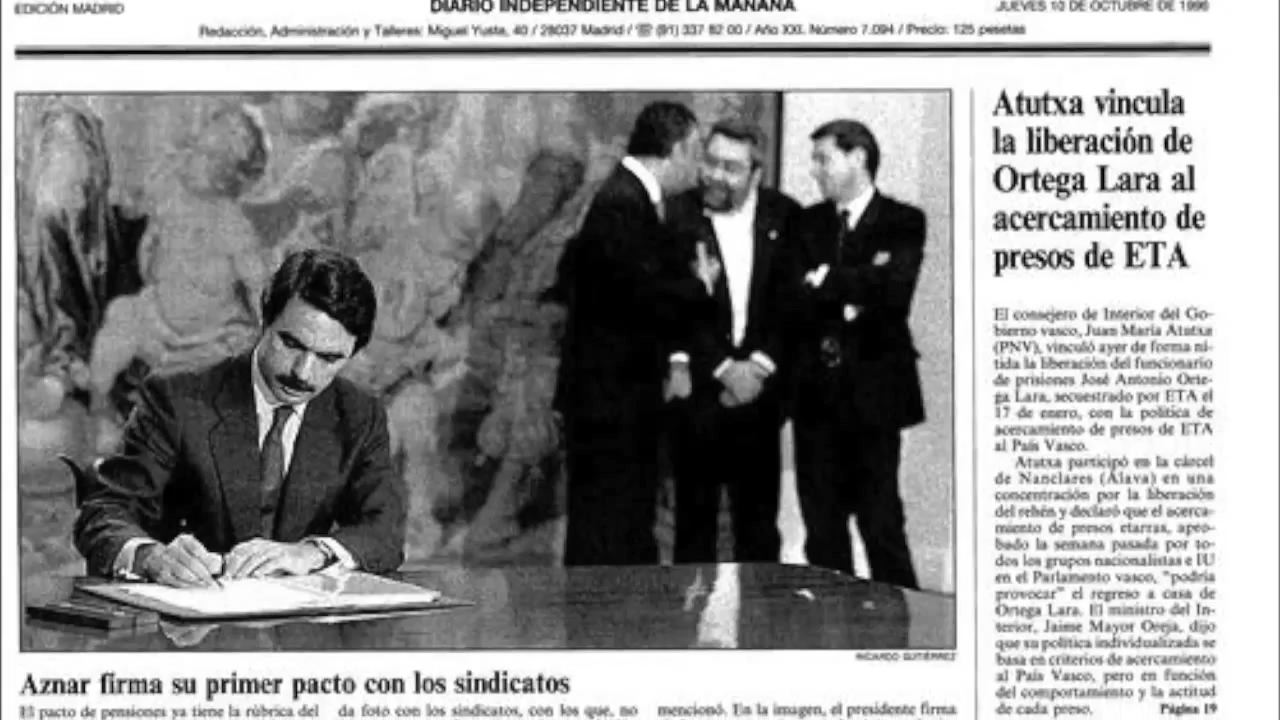 EDICIÓN MADRID
DIARIO INDEPENDIENTE DE LA MAÑANA
JUEVES 10 DE OCTUBRE DE 1996
Redacción, Administración y Talleres: Miguel Yuste, 40 / 28037 Madrid / ☏ (91) 337 82 00 / Año XXI. Número 7.094 / Precio: 125 pesetas
RICARDO GUTIÉRREZ
Aznar firma su primer pacto con los sindicatos
El pacto de pensiones ya tiene la rúbrica del
da foto con los sindicatos, con los que, no
mencionó. En la imagen, el presidente firma
Atutxa vincula
la liberación de
Ortega Lara al
acercamiento de
presos de ETA
El consejero de Interior del Go-
bierno vasco, Juan María Atutxa
(PNV), vinculó ayer de forma ní-
tida la liberación del funcionario
de prisiones José Antonio Orte-
ga Lara, secuestrado por ETA el
17 de enero, con la política de
acercamiento de presos de ETA
al País Vasco.
Atutxa participó en la cárcel
de Nanclares (Álava) en una
concentración por la liberación
del rehén y declaró que el acerca-
miento de presos etarras, apro-
bado la semana pasada por to-
dos los grupos nacionalistas e IU
en el Parlamento vasco, "podría
provocar" el regreso a casa de
Ortega Lara. El ministro del In-
terior, Jaime Mayor Oreja, dijo
que su política individualizada se
basa en criterios de acercamiento
al País Vasco, pero en función
del comportamiento y la actitud
de cada preso. Página 19